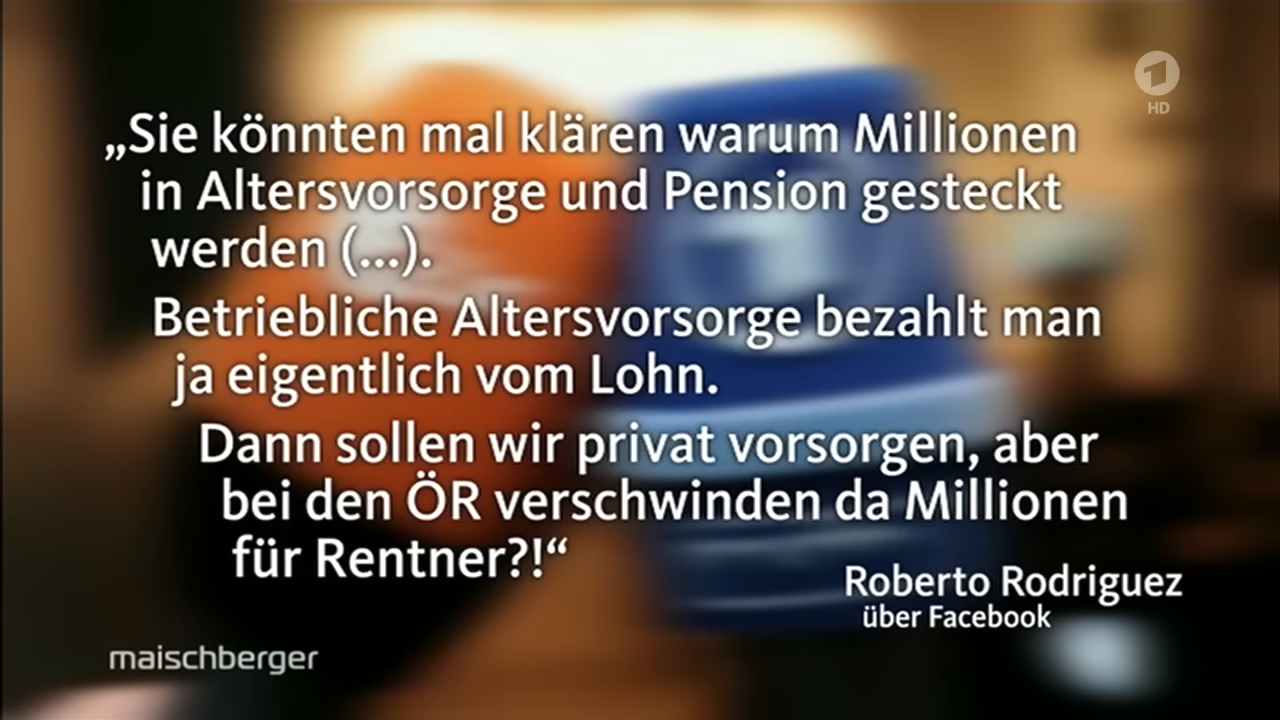 „Sie könnten mal klären warum Millionen
in Altersvorsorge und Pension gesteckt
werden (...).
Betriebliche Altersvorsorge bezahlt man
ja eigentlich vom Lohn.
Dann sollen wir privat vorsorgen, aber
bei den ÖR verschwinden da Millionen
für Rentner?!“
Roberto Rodriguez
über Facebook
maischberger
1
HD